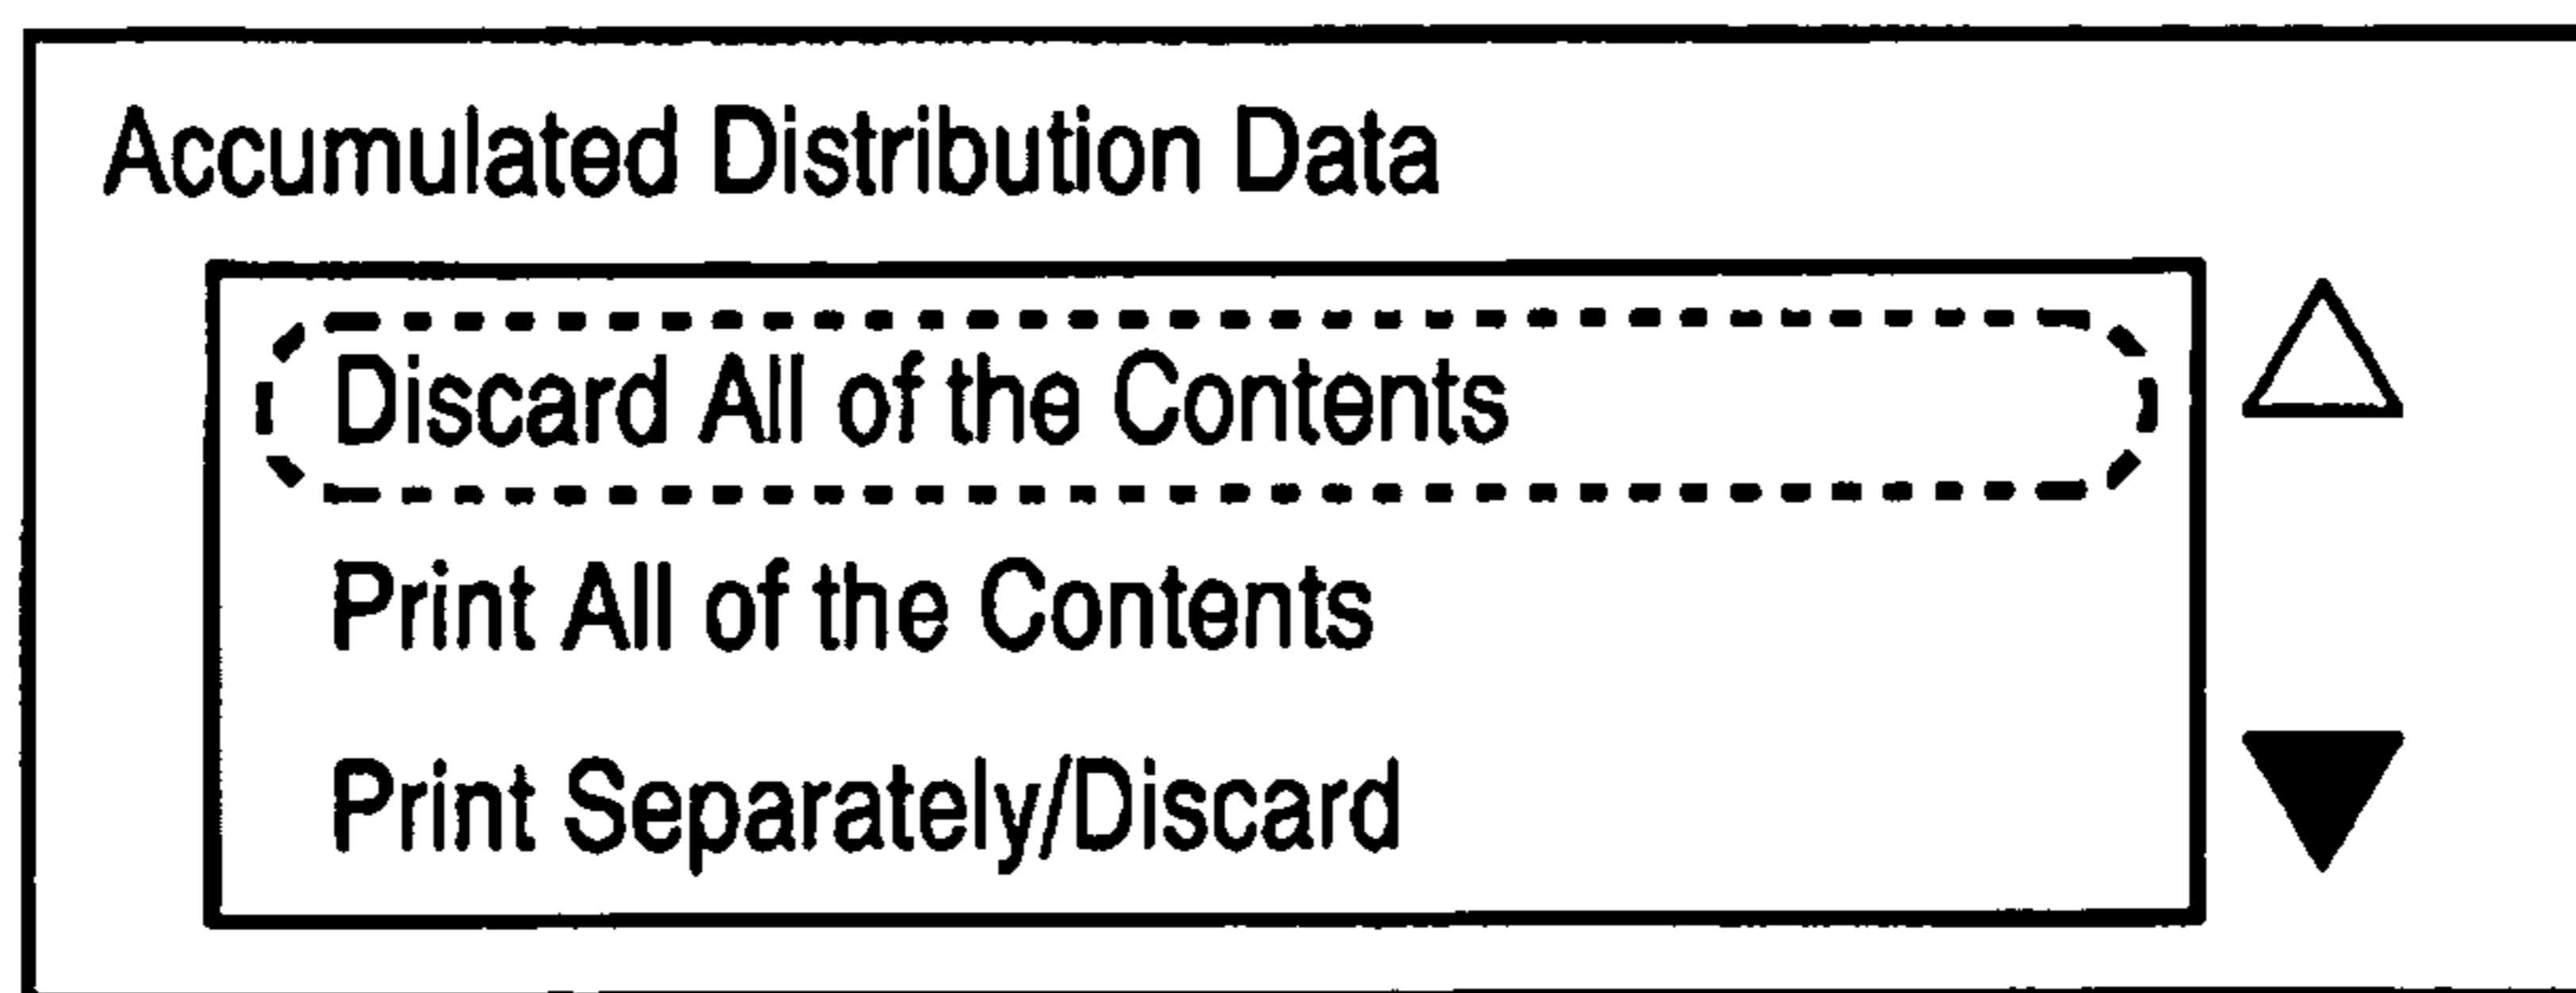 Accumulated Distribution Data
Discard All of the Contents
Print All of the Contents
Print Separately/Discard